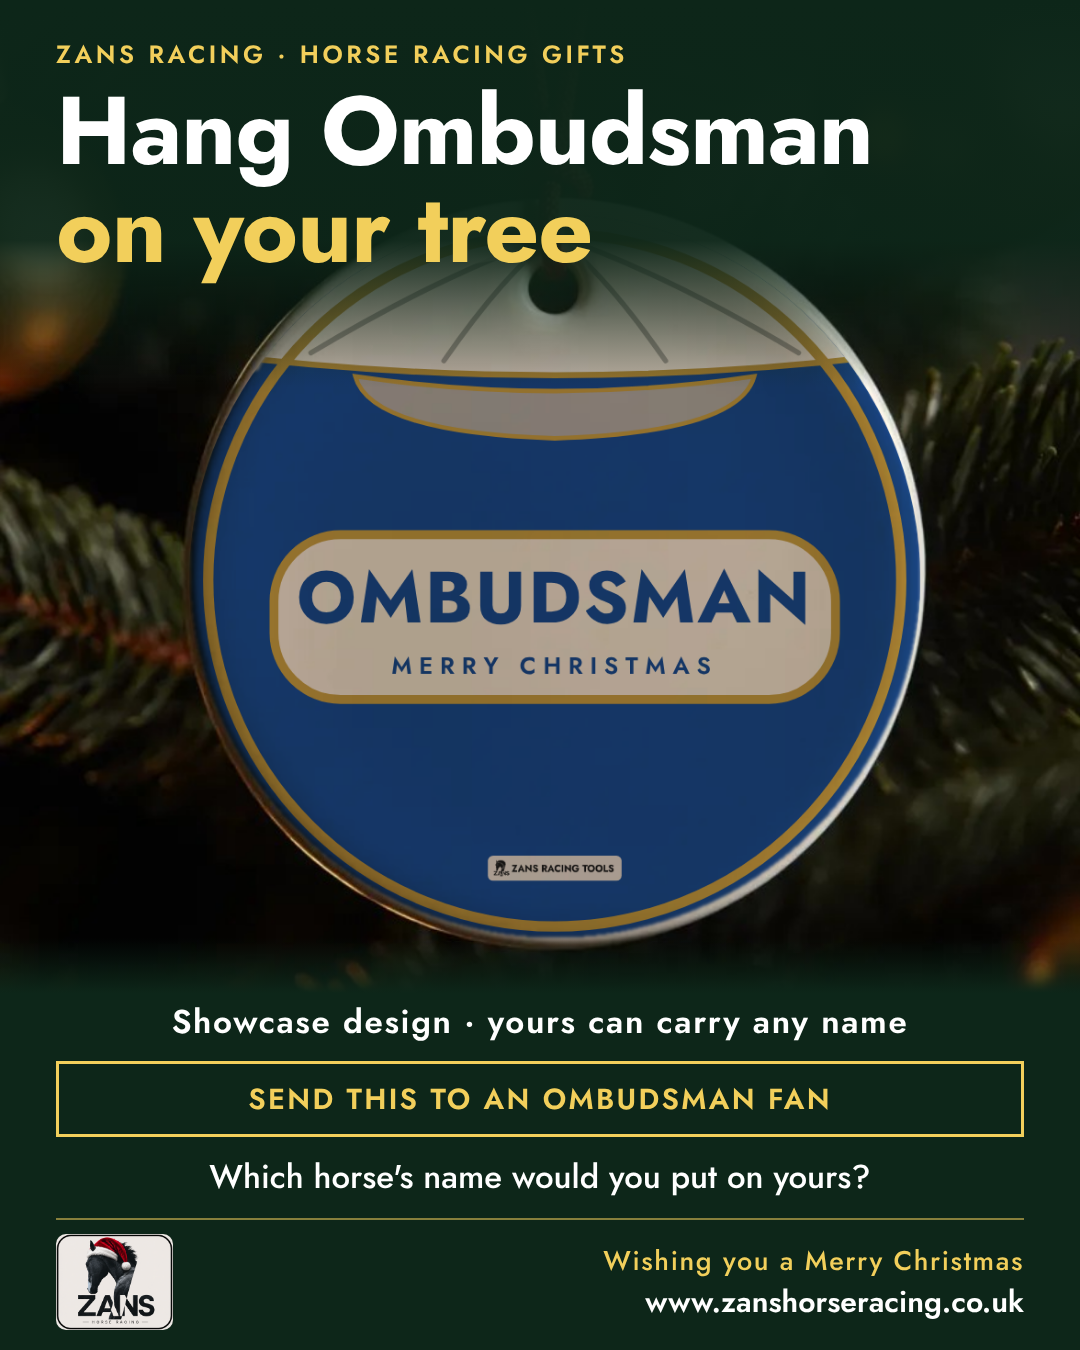 ZANS RACING · HORSE RACING GIFTS
Hang Ombudsman
on your tree
OMBUDSMAN
MERRY CHRISTMAS
ZANS RACING TOOLS
Showcase design · yours can carry any name
SEND THIS TO AN OMBUDSMAN FAN
Which horse's name would you put on yours?
ZANS
HORSE RACING
Wishing you a Merry Christmas
www.zanshorseracing.co.uk